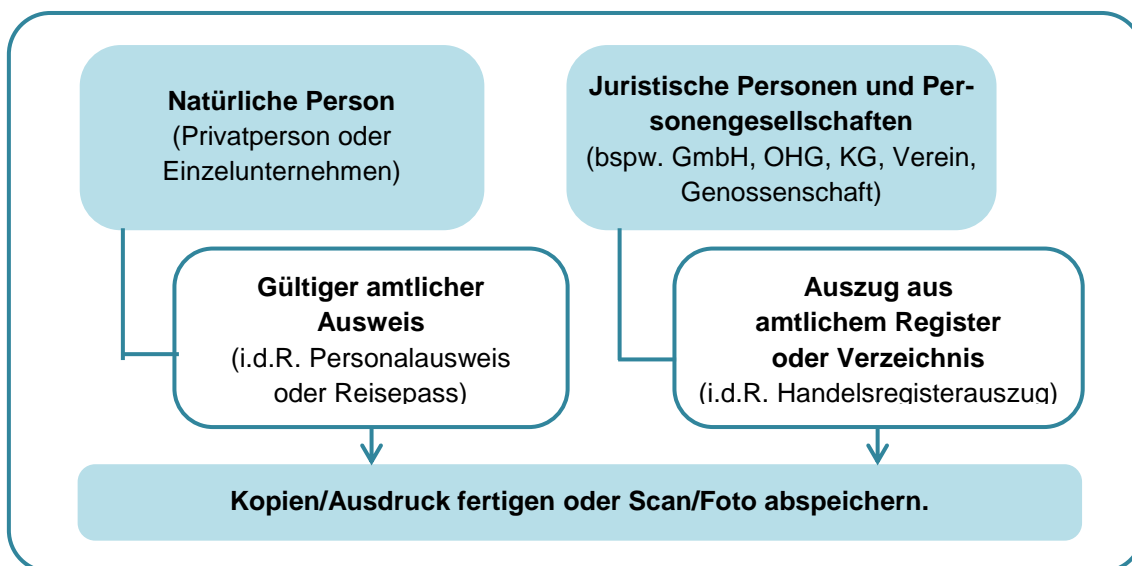 Natürliche Person
(Privatperson oder
Einzelunternehmen)
Juristische Personen und Per-
sonengesellschaften
(bspw. GmbH, OHG, KG, Verein,
Genossenschaft)
Gültiger amtlicher
Ausweis
(i.d.R. Personalausweis
oder Reisepass)
Auszug aus
amtlichem Register
oder Verzeichnis
(i.d.R. Handelsregisterauszug)
Kopien/Ausdruck fertigen oder Scan/Foto abspeichern.